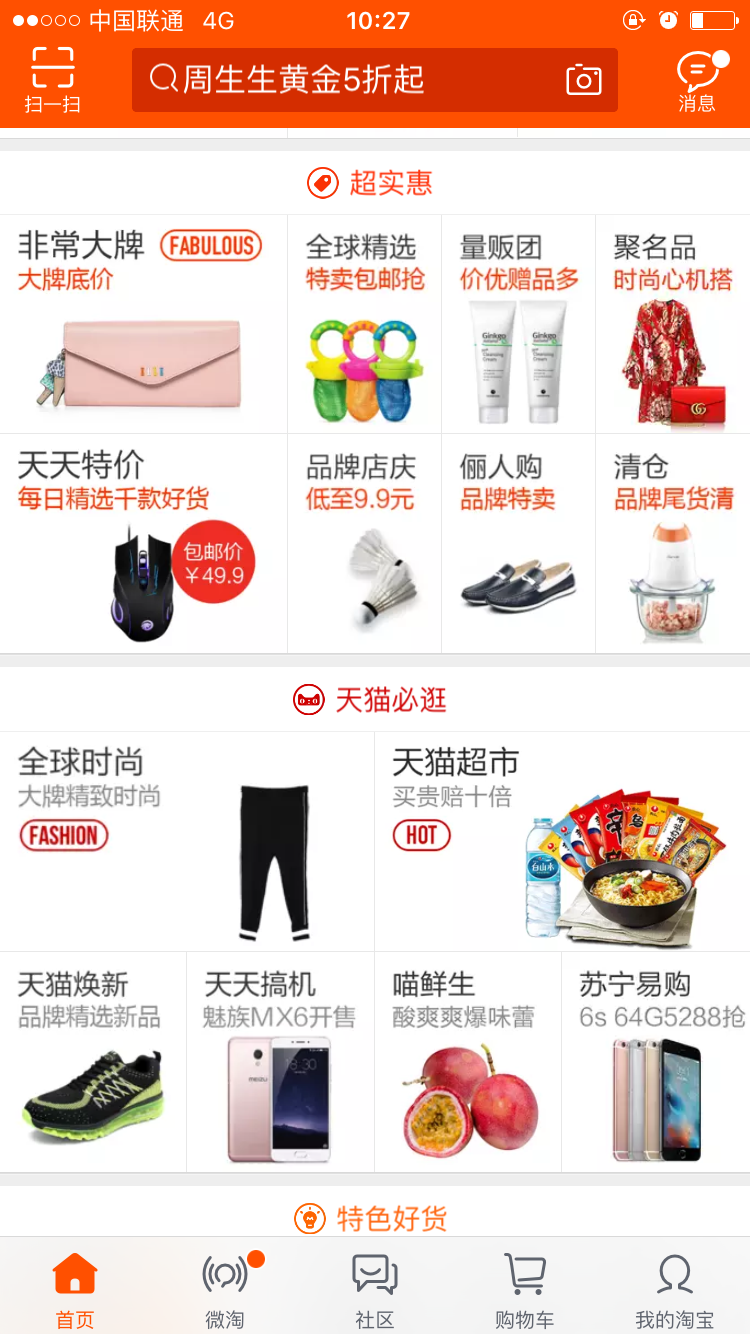 中国联通 4G 10:27
扫一扫
周生生黄金5折起
消息
超实惠
非常大牌 FABULOUS
大牌底价
全球精选
特卖包邮抢
量贩团
价优赠品多
Ginkgo
Ginkgo
聚名品
时尚心机搭
天天特价
每日精选千款好货
包邮价
￥49.9
品牌店庆
低至9.9元
俪人购
品牌特卖
清仓
品牌尾货清
天猫必逛
全球时尚
大牌精致时尚
FASHION
天猫超市
买贵赔十倍
HOT
白山水
辛
天猫焕新
品牌精选新品
天天搞机
魅族MX6开售
MEIZU
18:30
喵鲜生
酸爽爽爆味蕾
苏宁易购
6s 64G5288抢
特色好货
首页
微淘
社区
购物车
我的淘宝